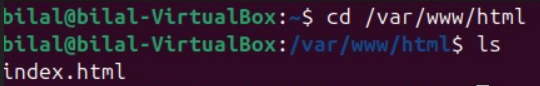 bilal@bilal-VirtualBox:~$ cd /var/www/html
bilal@bilal-VirtualBox:/var/www/html$ ls
index.html